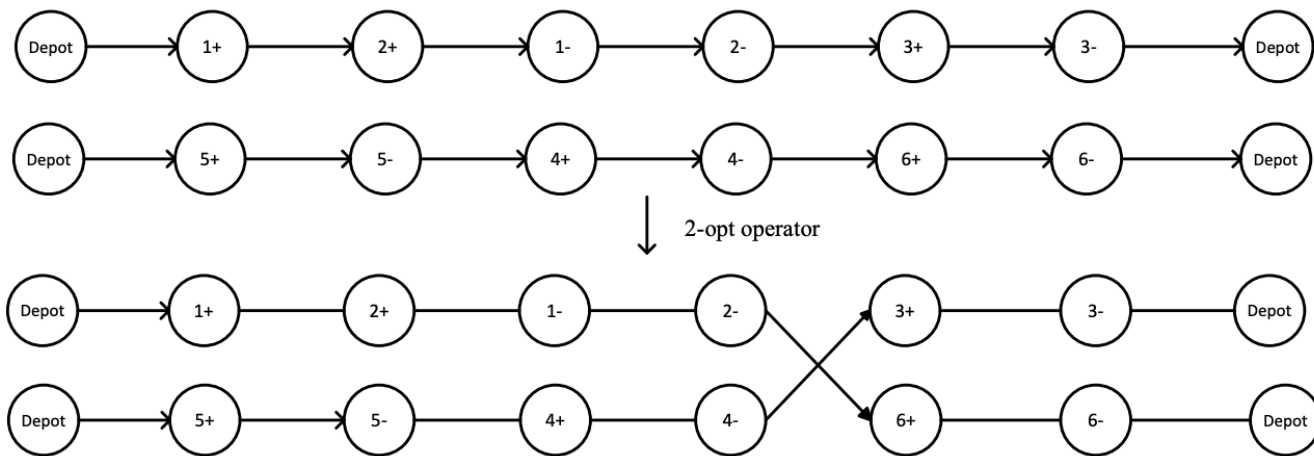 Depot 1+ 2+ 1- 2- 3+ 3- Depot
Depot 5+ 5- 4+ 4- 6+ 6- Depot
2-opt operator
Depot 1+ 2+ 1- 2- 3+ 3- Depot
Depot 5+ 5- 4+ 4- 6+ 6- Depot